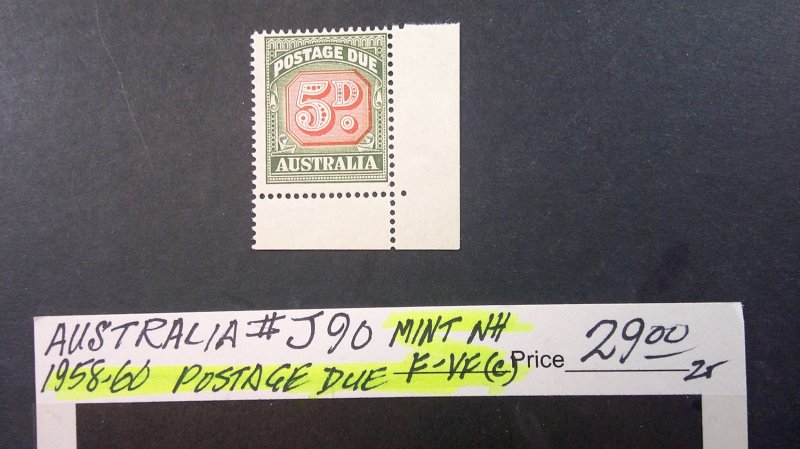 POSTAGE DUE
5D.
AUSTRALIA
AUSTRALIA # J90 MINT NH
1958-60 POSTAGE DUE F-VF(C) Price 29.00
25